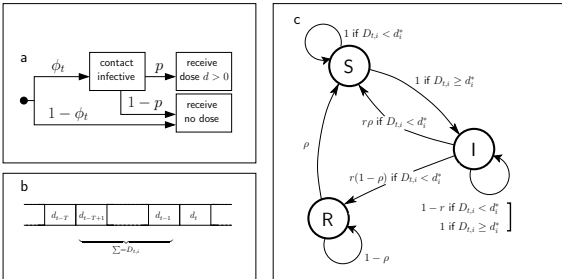 a
ϕ_t
contact
infective
p
receive
dose d > 0
1 − p
1 − ϕ_t
receive
no dose
b
d_{t−T} d_{t−T+1} d_{t−1} d_t
∑=D_{t,i}
c
1 if D_{t,i} < d_i^*
S
1 if D_{t,i} ≥ d_i^*
rρ if D_{t,i} < d_i^*
ρ
I
r(1 − ρ) if D_{t,i} < d_i^*
1 − r if D_{t,i} < d_i^*
1 if D_{t,i} ≥ d_i^*
R
1 − ρ